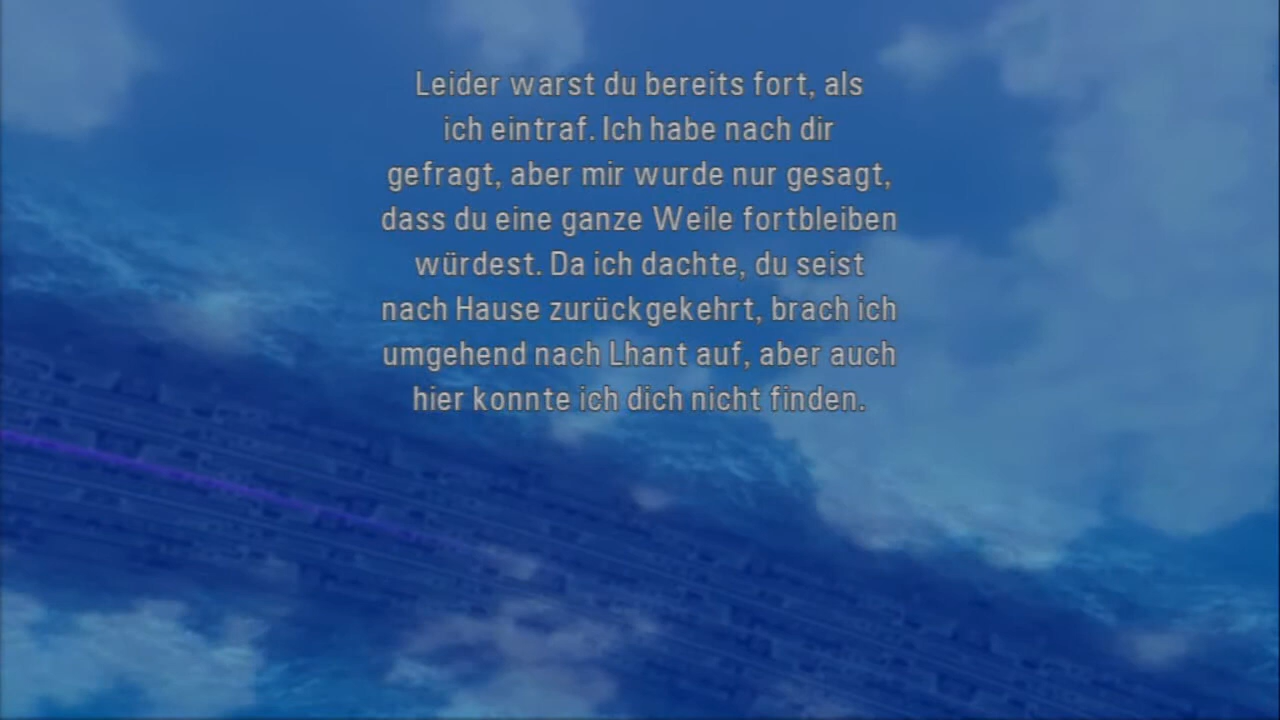 Leider warst du bereits fort, als
ich eintraf. Ich habe nach dir
gefragt, aber mir wurde nur gesagt,
dass du eine ganze Weile fortbleiben
würdest. Da ich dachte, du seist
nach Hause zurückgekehrt, brach ich
umgehend nach Lhant auf, aber auch
hier konnte ich dich nicht finden.